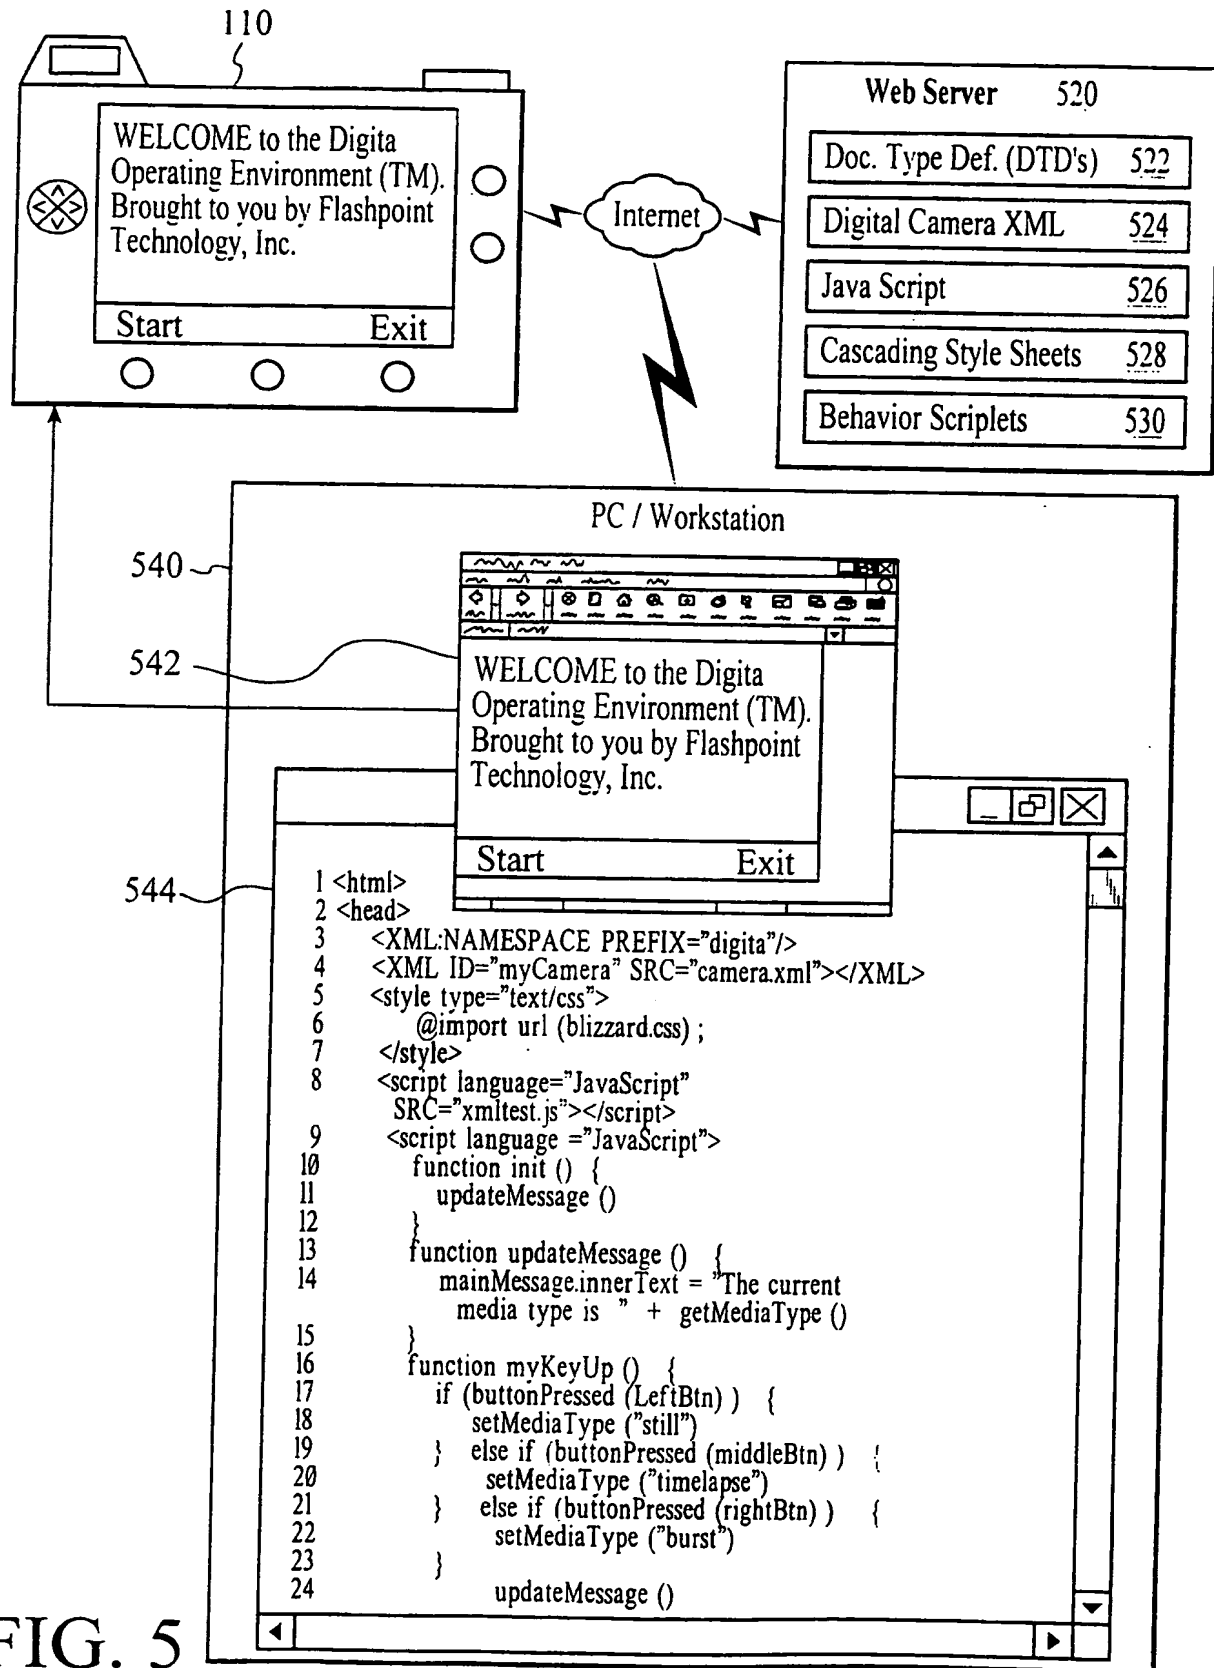 110
WELCOME to the Digita
Operating Environment (TM).
Brought to you by Flashpoint
Technology, Inc.
Start Exit
Internet
Web Server 520
Doc. Type Def. (DTD's) 522
Digital Camera XML 524
Java Script 526
Cascading Style Sheets 528
Behavior Scriplets 530
PC / Workstation
540
542
WELCOME to the Digita
Operating Environment (TM).
Brought to you by Flashpoint
Technology, Inc.
Start Exit
544
1 <html>
2 <head>
3 <XML:NAMESPACE PREFIX="digita"/>
4 <XML ID="myCamera" SRC="camera.xml"></XML>
5 <style type="text/css">
6 @import url (blizzard.css) ;
7 </style>
8 <script language="JavaScript"
SRC="xmltest.js"></script>
9 <script language ="JavaScript">
10 function init () {
11 updateMessage ()
12 }
13 function updateMessage () {
14 mainMessage.innerText = "The current
media type is " + getMediaType ()
15 }
16 function myKeyUp () {
17 if (buttonPressed (LeftBtn) ) {
18 setMediaType ("still")
19 } else if (buttonPressed (middleBtn) ) {
20 setMediaType ("timelapse")
21 } else if (buttonPressed (rightBtn) ) {
22 setMediaType ("burst")
23 }
24 updateMessage ()
FIG. 5